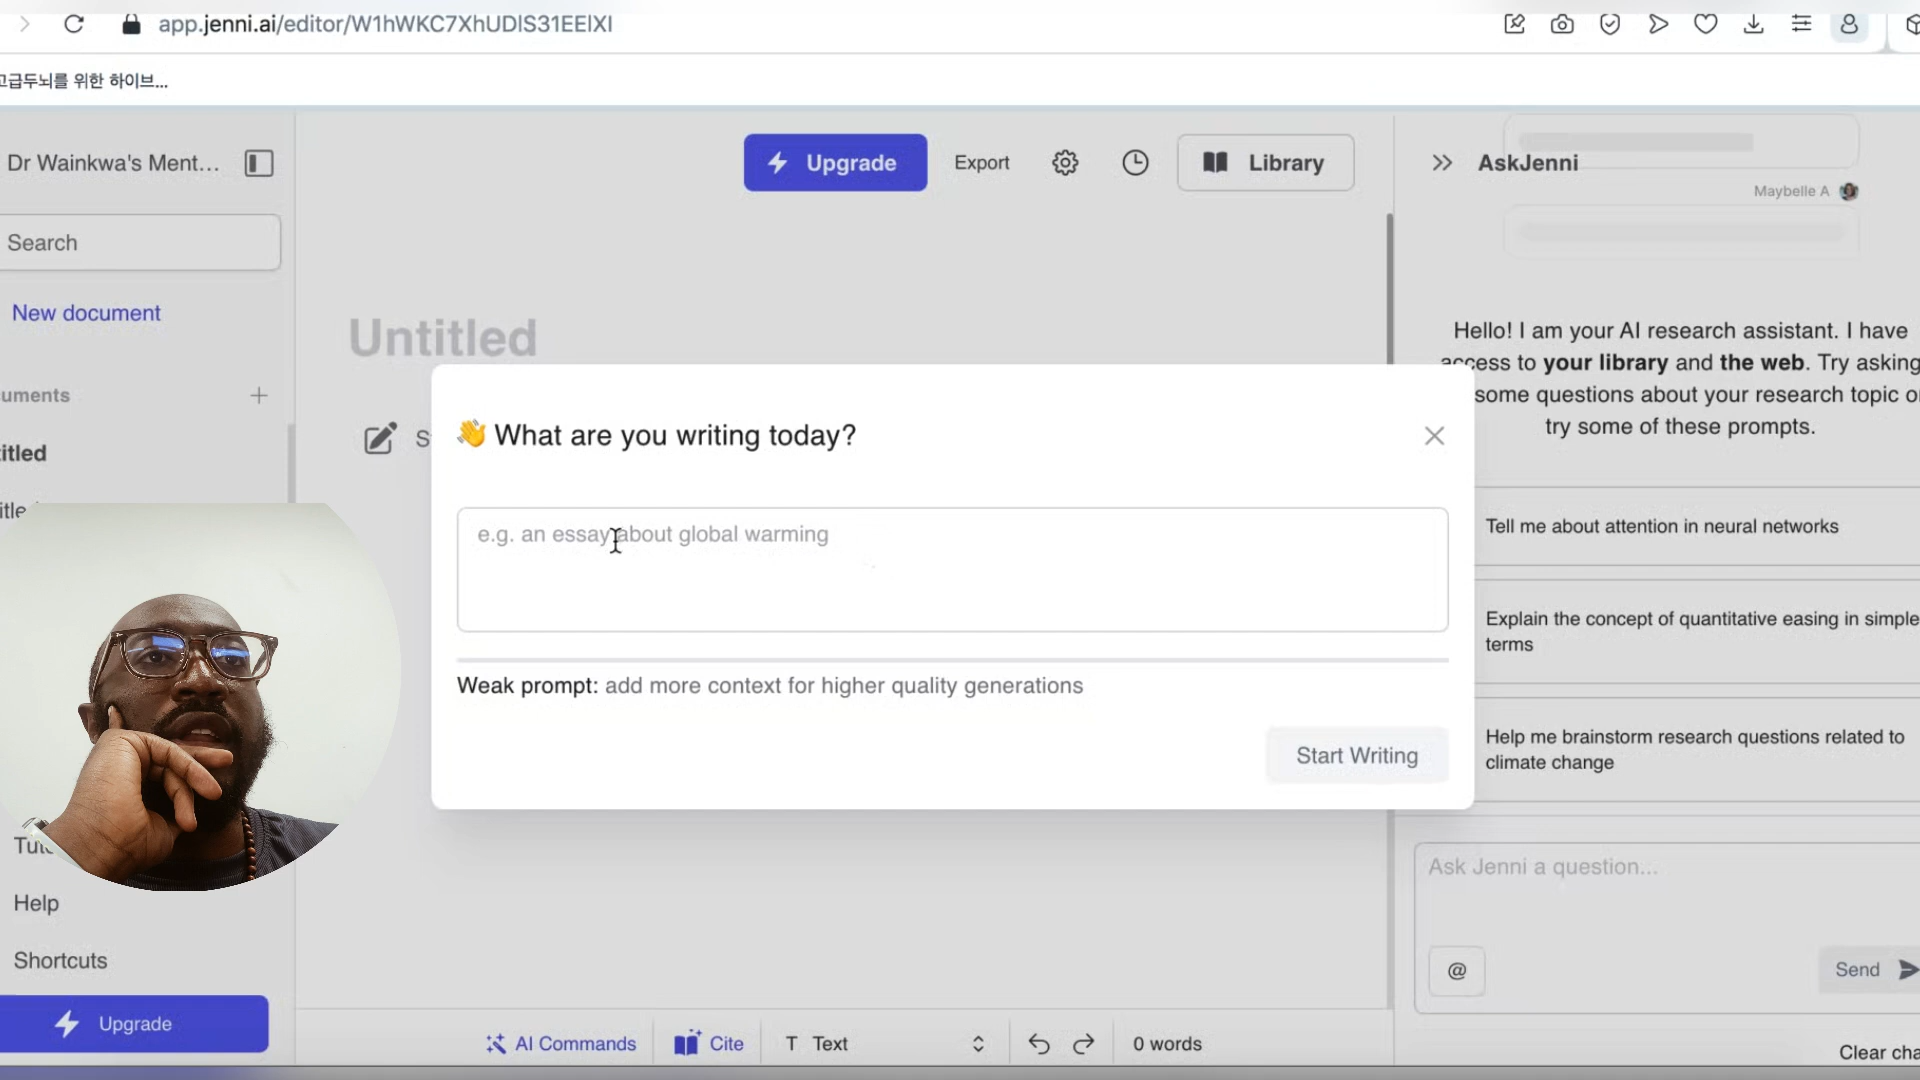 app.jenni.ai/editor/W1hWKC7XhUDlS31EElXI
고급두뇌를 위한 하이브...
Dr Wainkwa's Ment...
Search
New document
uments
itled
itle
Help
Shortcuts
Upgrade
Upgrade
Export
Library
Untitled
S
👋 What are you writing today?
e.g. an essay about global warming
Weak prompt: add more context for higher quality generations
Start Writing
AI Commands
Cite
T Text
0 words
AskJenni
Maybelle A
Hello! I am your AI research assistant. I have
access to your library and the web. Try asking
some questions about your research topic or
try some of these prompts.
Tell me about attention in neural networks
Explain the concept of quantitative easing in simple
terms
Help me brainstorm research questions related to
climate change
Ask Jenni a question...
@
Send
Clear cha